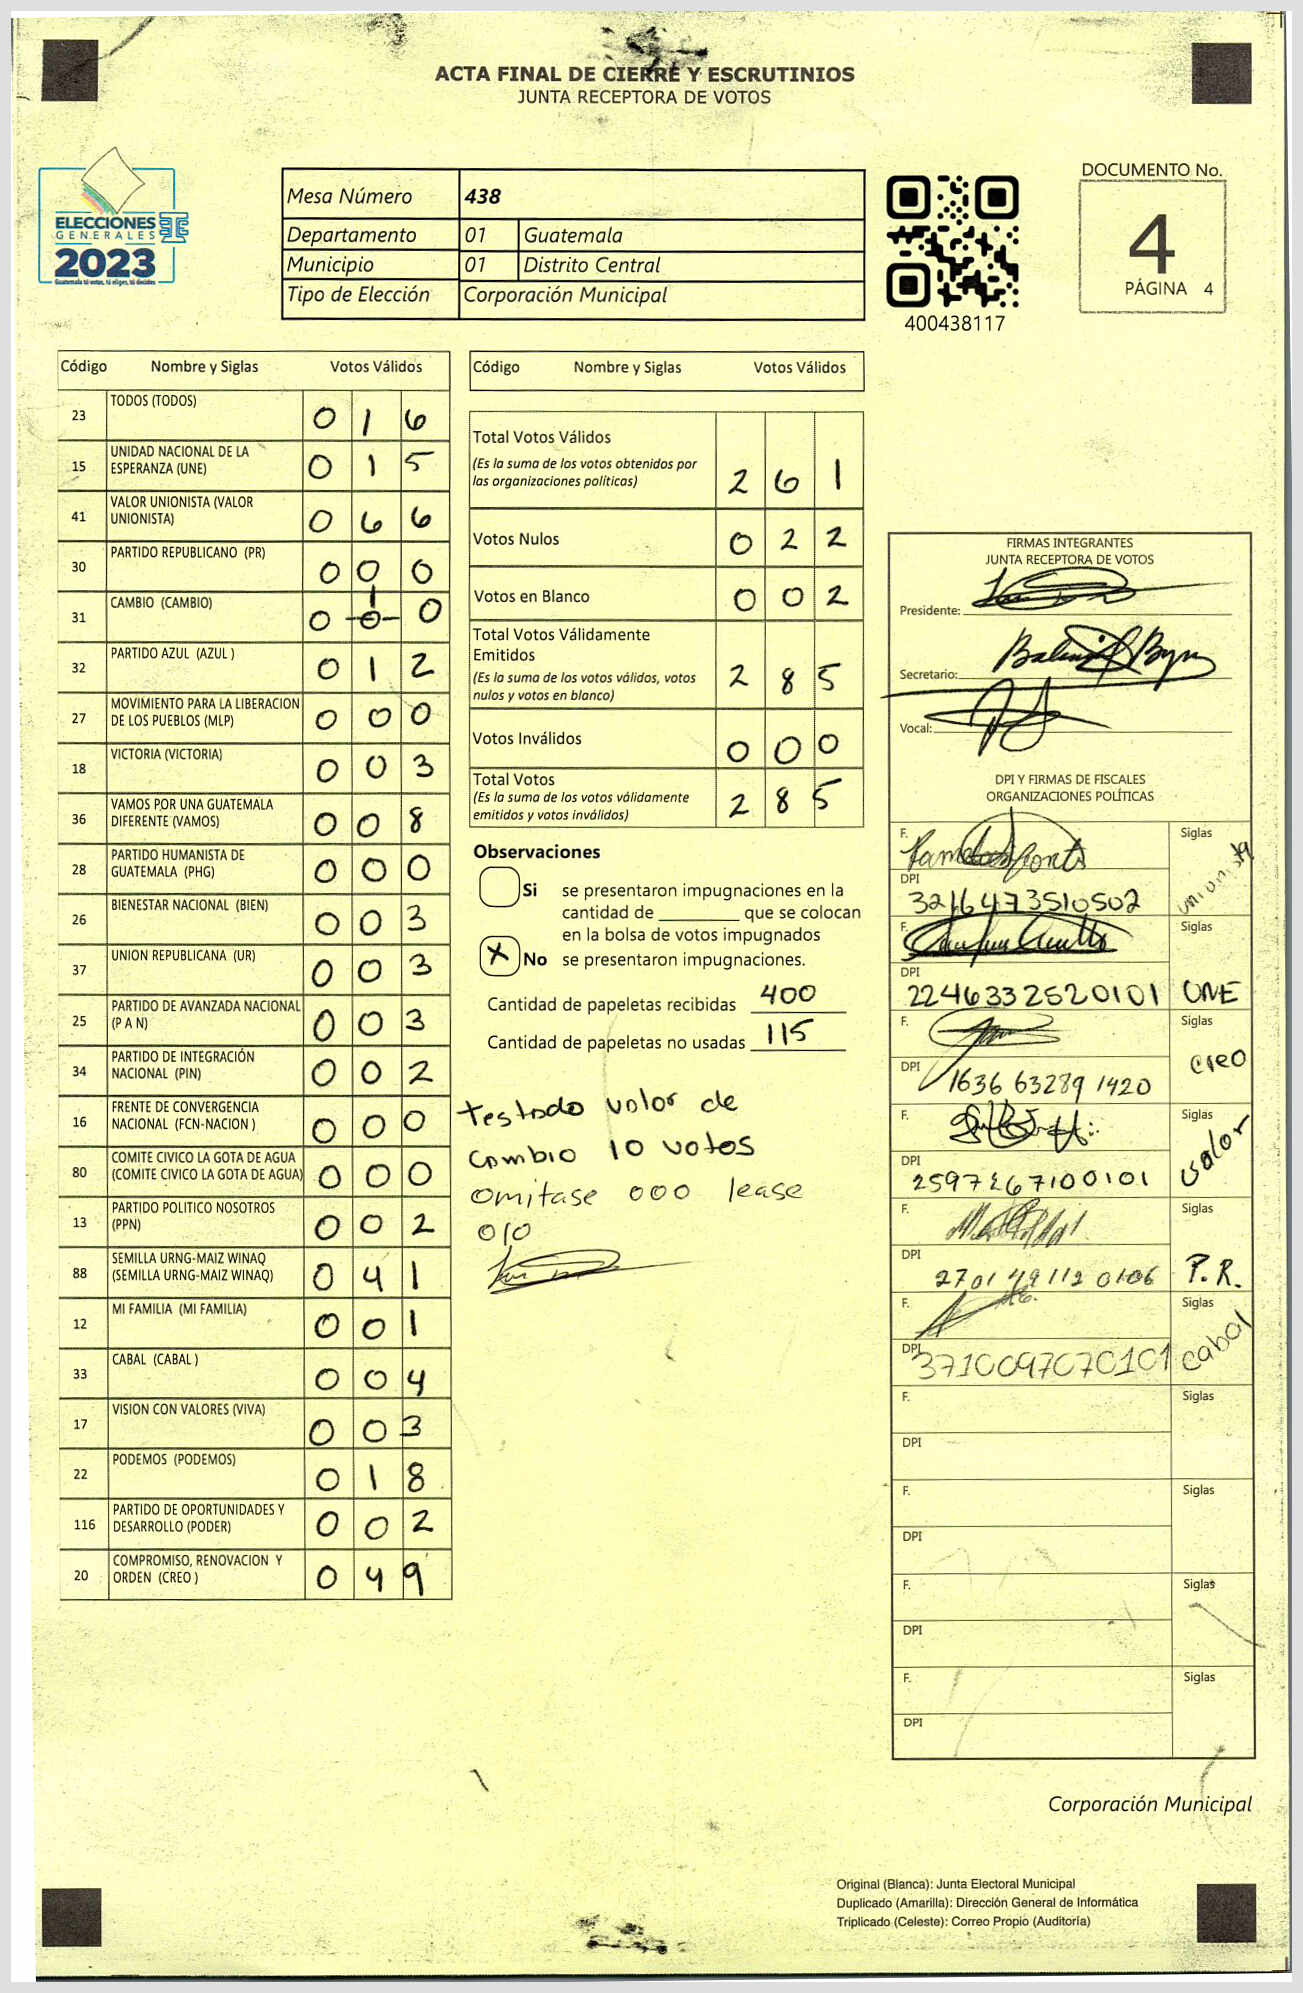 ACTA FINAL DE CIERRE Y ESCRUTINIOS
JUNTA RECEPTORA DE VOTOS
ELECCIONES
GENERALES
2023
Guatemala tú votas, tú eliges, tú decides
Mesa Número 438
Departamento 01 Guatemala
Municipio 01 Distrito Central
Tipo de Elección Corporación Municipal
400438117
DOCUMENTO No.
4
PÁGINA 4
Código Nombre y Siglas Votos Válidos
23 TODOS (TODOS) 0 1 6
15 UNIDAD NACIONAL DE LA
ESPERANZA (UNE) 0 1 5
41 VALOR UNIONISTA (VALOR
UNIONISTA) 0 6 6
30 PARTIDO REPUBLICANO (PR) 0 0 0
31 CAMBIO (CAMBIO) 0 1 0
32 PARTIDO AZUL (AZUL ) 0 1 2
27 MOVIMIENTO PARA LA LIBERACION
DE LOS PUEBLOS (MLP) 0 0 0
18 VICTORIA (VICTORIA) 0 0 3
36 VAMOS POR UNA GUATEMALA
DIFERENTE (VAMOS) 0 0 8
28 PARTIDO HUMANISTA DE
GUATEMALA (PHG) 0 0 0
26 BIENESTAR NACIONAL (BIEN) 0 0 3
37 UNION REPUBLICANA (UR) 0 0 3
25 PARTIDO DE AVANZADA NACIONAL
(P A N) 0 0 3
34 PARTIDO DE INTEGRACIÓN
NACIONAL (PIN) 0 0 2
16 FRENTE DE CONVERGENCIA
NACIONAL (FCN-NACION ) 0 0 0
80 COMITE CIVICO LA GOTA DE AGUA
(COMITE CIVICO LA GOTA DE AGUA) 0 0 0
13 PARTIDO POLITICO NOSOTROS
(PPN) 0 0 2
88 SEMILLA URNG-MAIZ WINAQ
(SEMILLA URNG-MAIZ WINAQ) 0 4 1
12 MI FAMILIA (MI FAMILIA) 0 0 1
33 CABAL (CABAL ) 0 0 4
17 VISION CON VALORES (VIVA) 0 0 3
22 PODEMOS (PODEMOS) 0 1 8
116 PARTIDO DE OPORTUNIDADES Y
DESARROLLO (PODER) 0 0 2
20 COMPROMISO, RENOVACION Y
ORDEN (CREO ) 0 4 9
Código Nombre y Siglas Votos Válidos
Total Votos Válidos
(Es la suma de los votos obtenidos por
las organizaciones políticas) 2 6 1
Votos Nulos 0 2 2
Votos en Blanco 0 0 2
Total Votos Válidamente
Emitidos
(Es la suma de los votos válidos, votos
nulos y votos en blanco) 2 8 5
Votos Inválidos 0 0 0
Total Votos
(Es la suma de los votos válidamente
emitidos y votos inválidos) 2 8 5
Observaciones
Si se presentaron impugnaciones en la
cantidad de ________ que se colocan
en la bolsa de votos impugnados
X No se presentaron impugnaciones.
Cantidad de papeletas recibidas 400
Cantidad de papeletas no usadas 115
Testado valor de
Cambio 10 votos
omitase 000 lease
010
FIRMAS INTEGRANTES
JUNTA RECEPTORA DE VOTOS
Presidente:
Secretario:
Vocal:
DPI Y FIRMAS DE FISCALES
ORGANIZACIONES POLÍTICAS
F. Siglas
DPI unionista
3216473510502
F. Siglas
DPI
2246332520101 UNE
F. Siglas
creo
DPI 1636 63289 1420
F. Siglas
valor
DPI
2597267100101
F. Siglas
DPI P.R.
F. Siglas
cabal
DPI 3710097070101
F. Siglas
DPI
F. Siglas
DPI
F. Siglas
DPI
F. Siglas
DPI
Corporación Municipal
Original (Blanca): Junta Electoral Municipal
Duplicado (Amarilla): Dirección General de Informática
Triplicado (Celeste): Correo Propio (Auditoría)